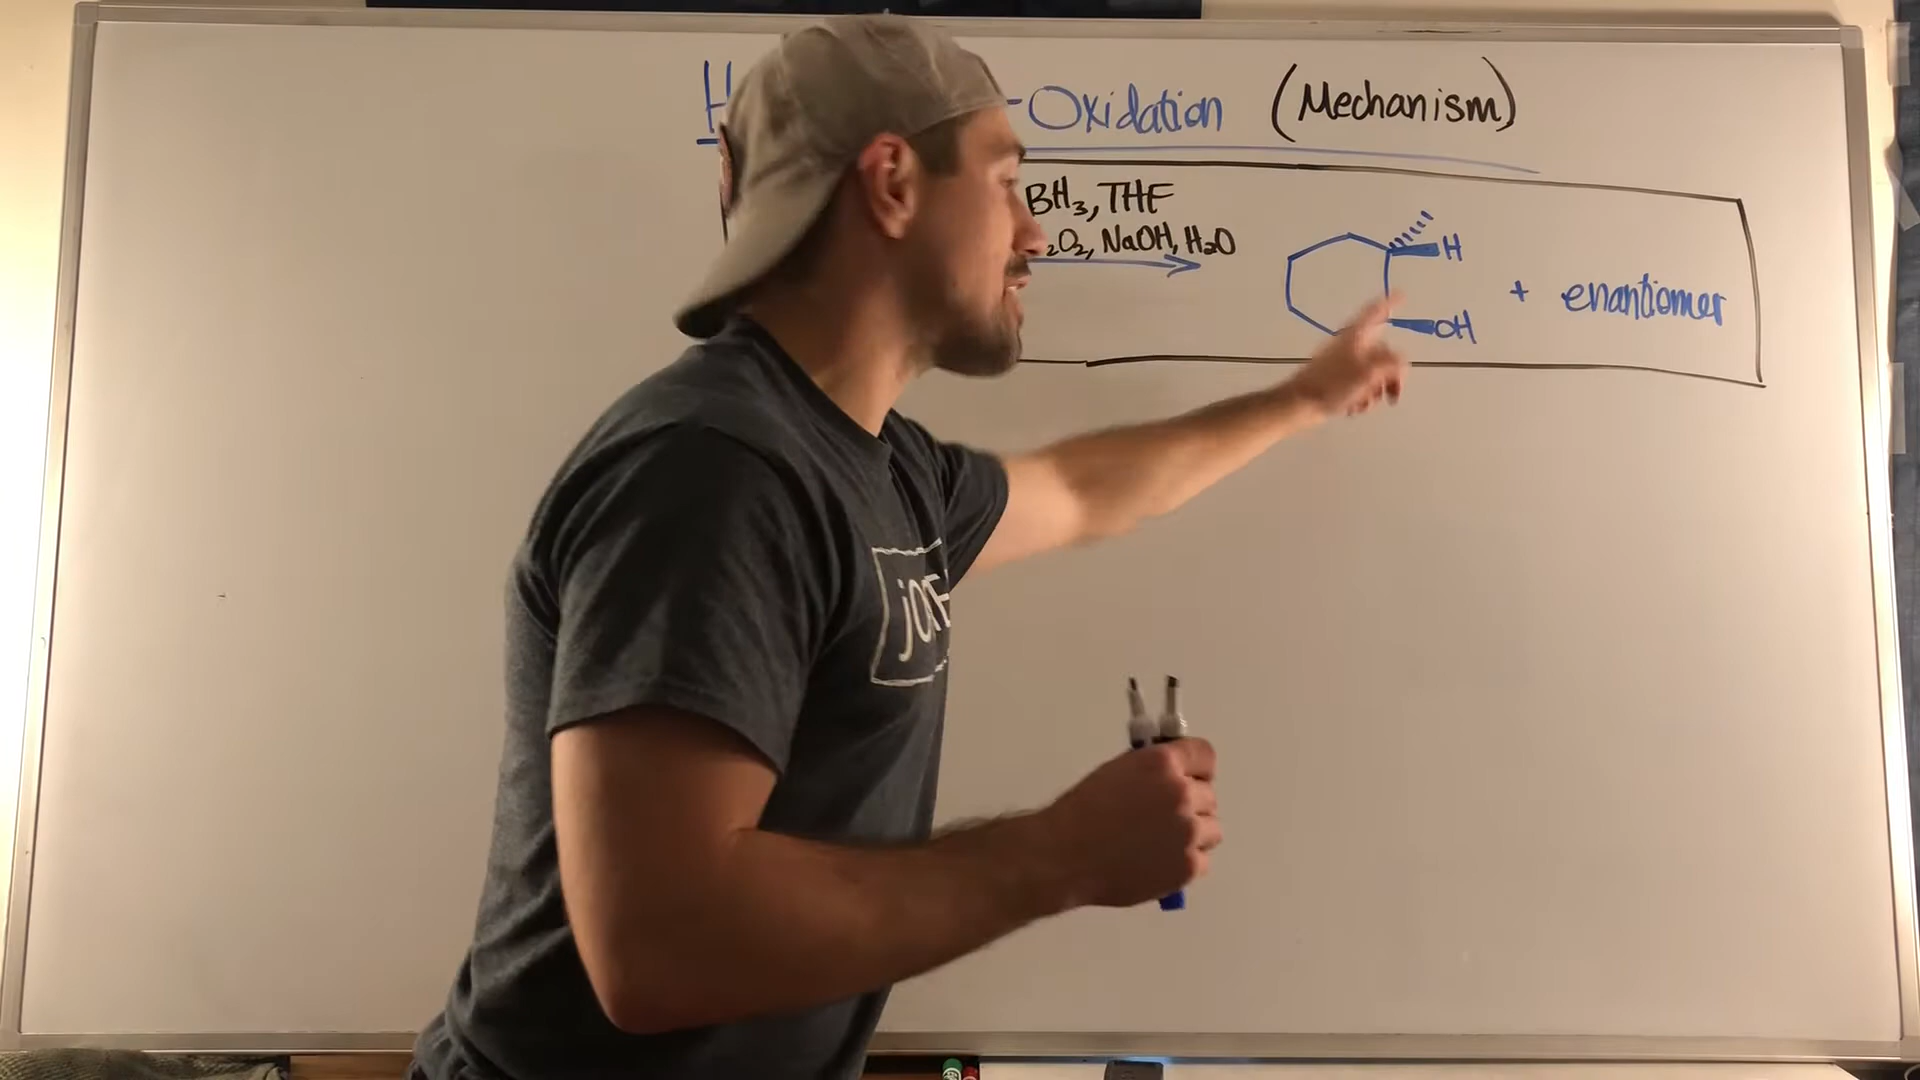 -Oxidation (Mechanism)
BH₃, THF
₂O₂, NaOH, H₂O
H
+ enantiomer
OH